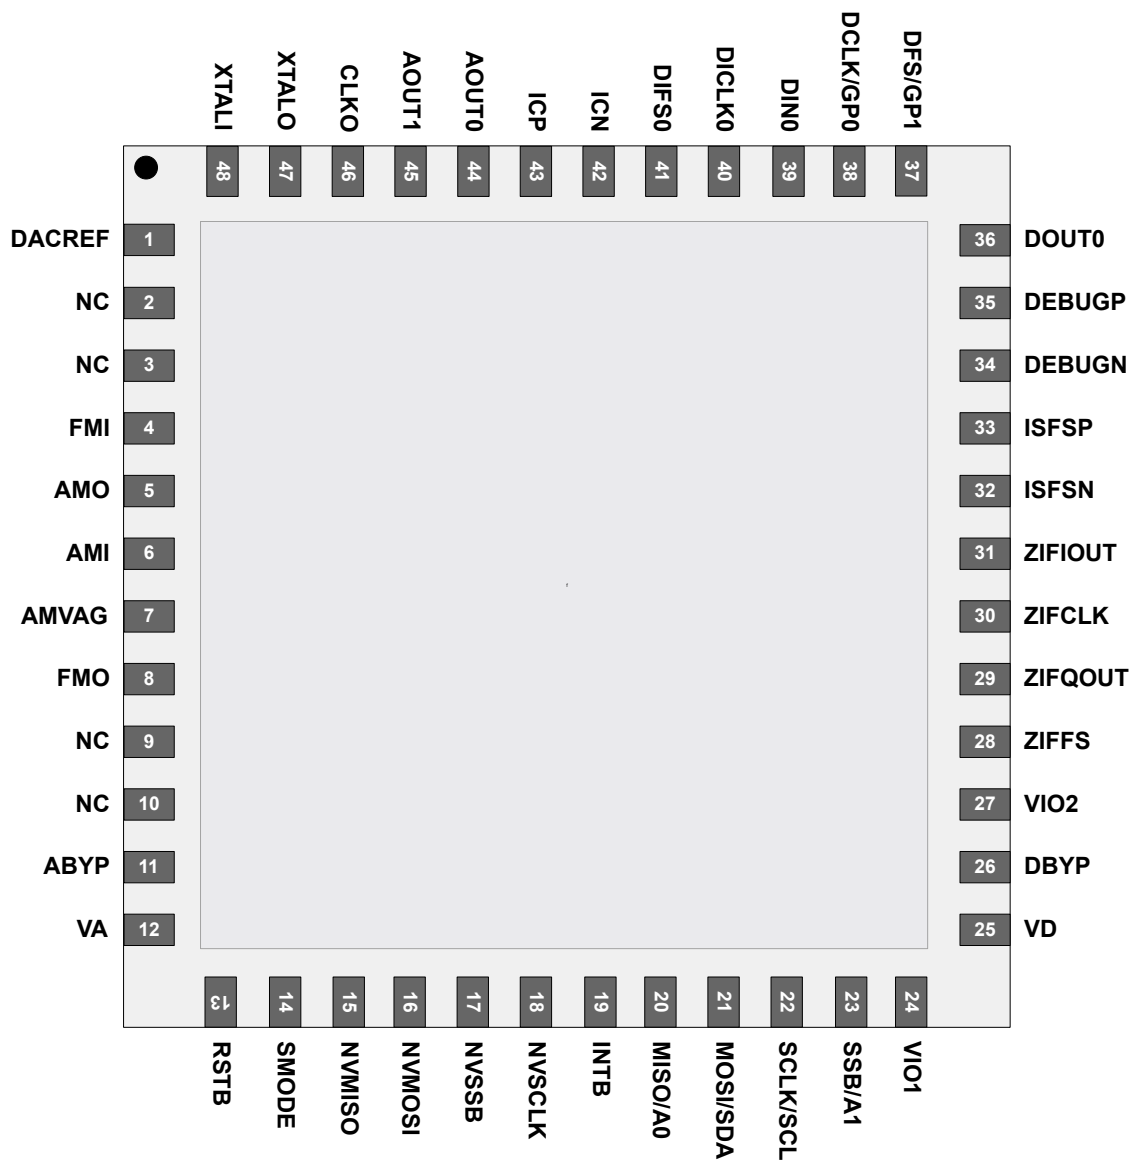 XTALI
XTALO
CLKO
AOUT1
AOUT0
ICP
ICN
DIFS0
DICLK0
DIN0
DCLK/GP0
DFS/GP1
48
47
46
45
44
43
42
41
40
39
38
37
DACREF 1
36 DOUT0
NC 2
35 DEBUGP
NC 3
34 DEBUGN
FMI 4
33 ISFSP
AMO 5
32 ISFSN
AMI 6
31 ZIFIOUT
AMVAG 7
30 ZIFCLK
FMO 8
29 ZIFQOUT
NC 9
28 ZIFFS
NC 10
27 VIO2
ABYP 11
26 DBYP
VA 12
25 VD
13
14
15
16
17
18
19
20
21
22
23
24
RSTB
SMODE
NVMISO
NVMOSI
NVSSB
NVSCLK
INTB
MISO/A0
MOSI/SDA
SCLK/SCL
SSB/A1
VIO1